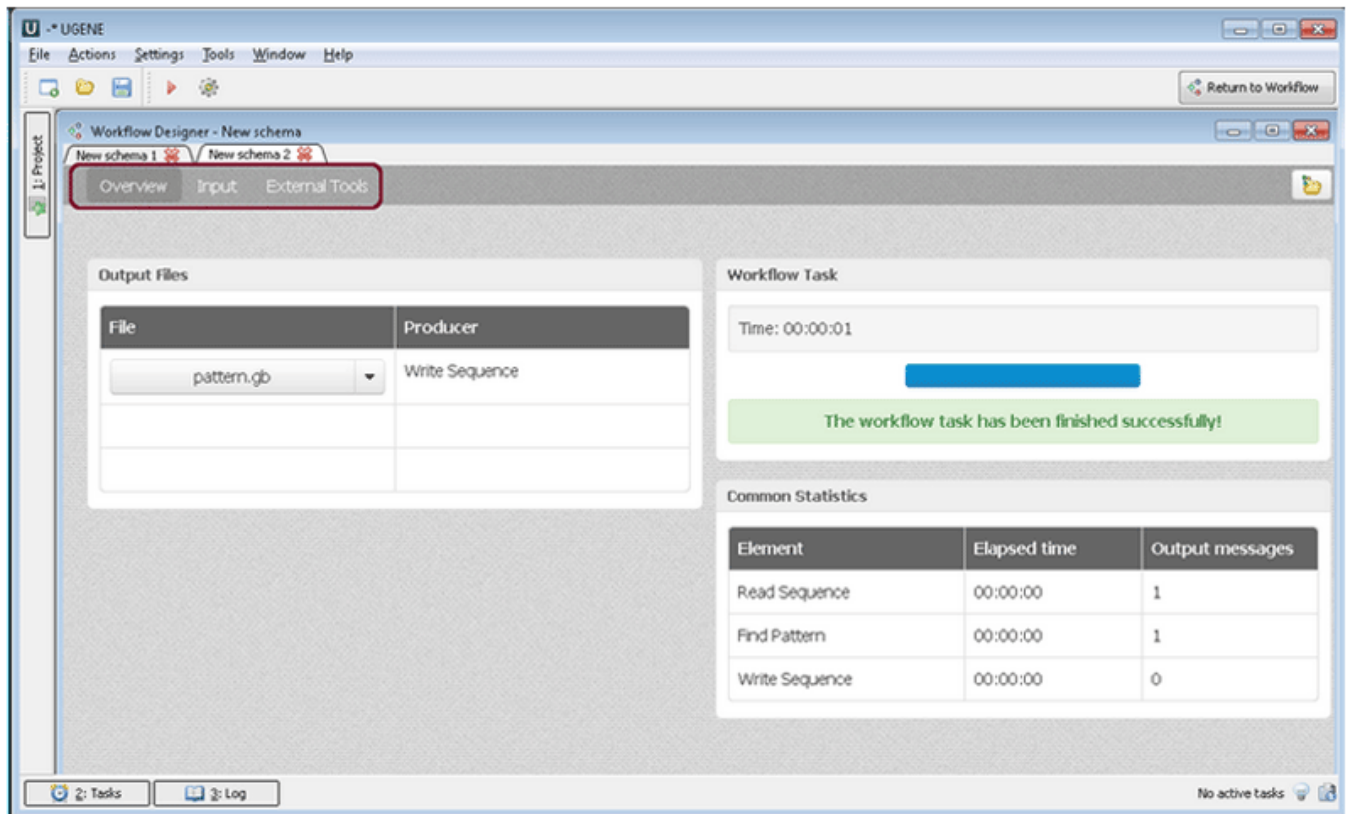 -* UGENE
File Actions Settings Tools Window Help
Return to Workflow
1: Project
Workflow Designer - New schema
New schema 1 New schema 2
Overview Input External Tools
Output Files
File Producer
pattern.gb Write Sequence
Workflow Task
Time: 00:00:01
The workflow task has been finished successfully!
Common Statistics
Element Elapsed time Output messages
Read Sequence 00:00:00 1
Find Pattern 00:00:00 1
Write Sequence 00:00:00 0
2: Tasks 3: Log No active tasks